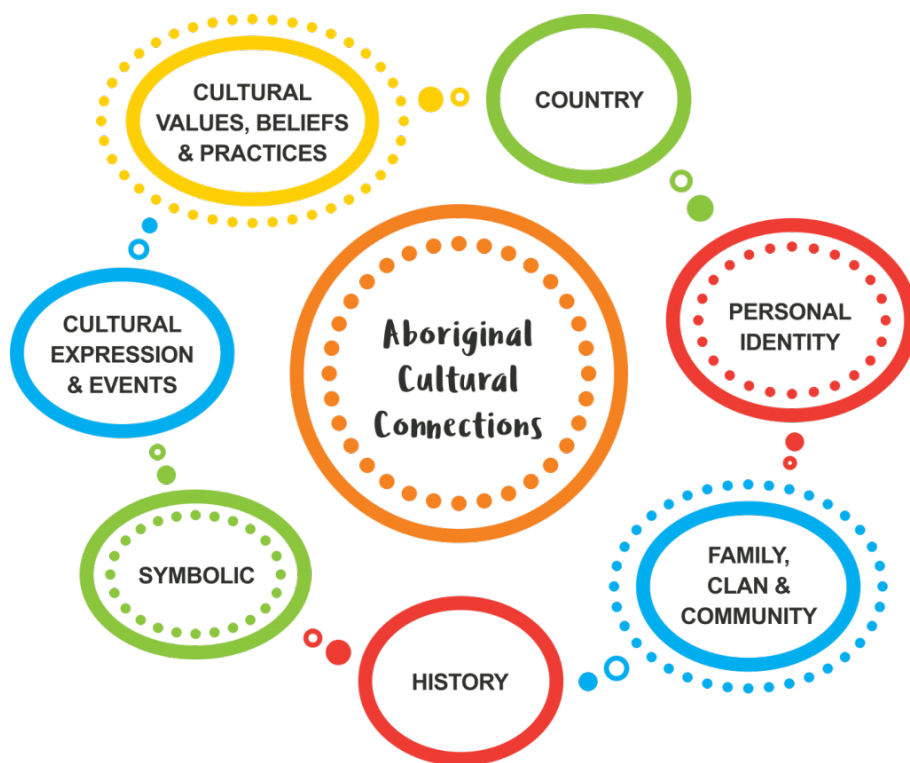 Aboriginal
Cultural
Connections
COUNTRY
PERSONAL
IDENTITY
FAMILY,
CLAN &
COMMUNITY
HISTORY
SYMBOLIC
CULTURAL
EXPRESSION
& EVENTS
CULTURAL
VALUES, BELIEFS
& PRACTICES